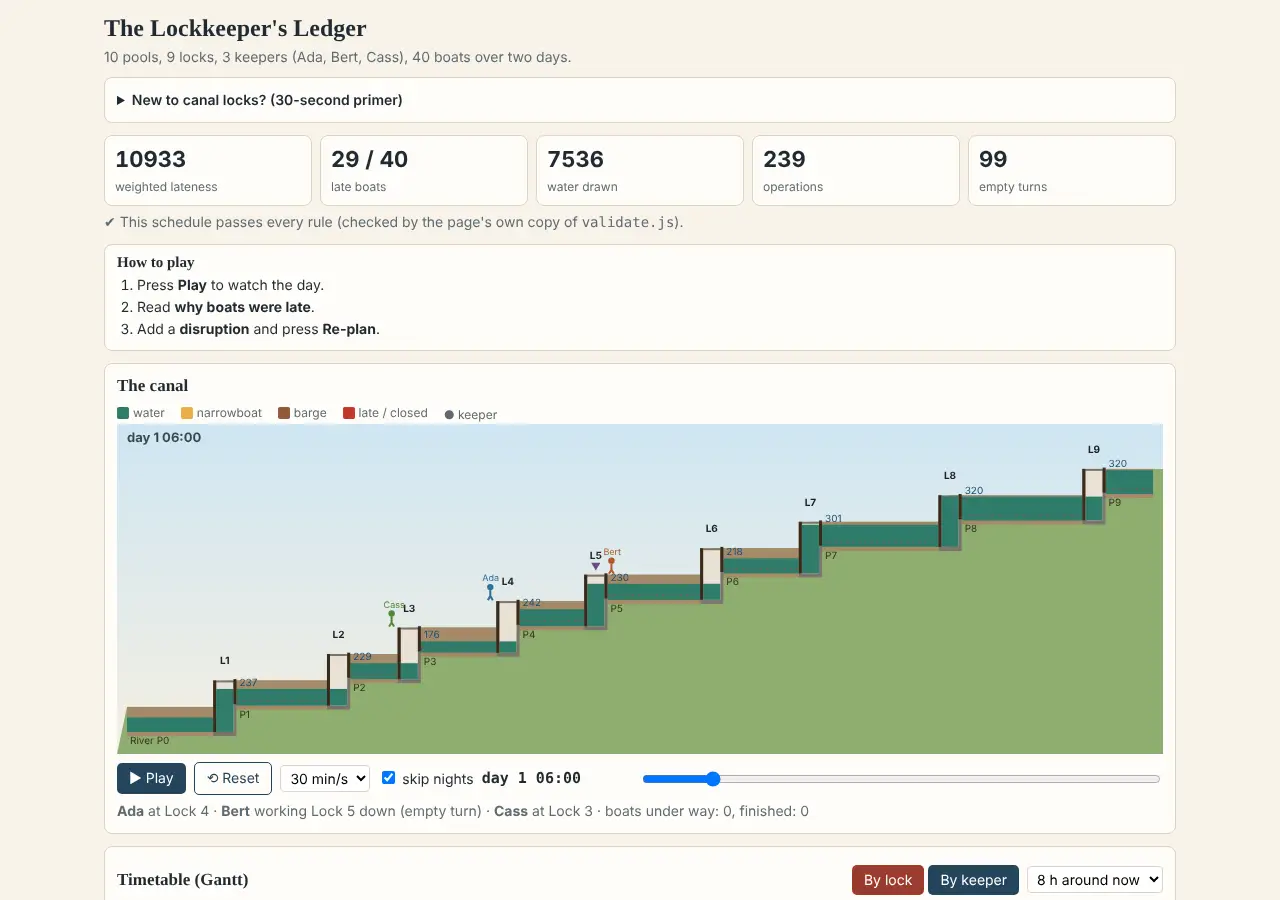 The Lockkeeper's Ledger
10 pools, 9 locks, 3 keepers (Ada, Bert, Cass), 40 boats over two days.
▶ New to canal locks? (30-second primer)
10933
weighted lateness
29 / 40
late boats
7536
water drawn
239
operations
99
empty turns
✔ This schedule passes every rule (checked by the page's own copy of validate.js).
How to play
1. Press Play to watch the day.
2. Read why boats were late.
3. Add a disruption and press Re-plan.
The canal
water narrowboat barge late / closed keeper
day 1 06:00
L9
320
P9
L8
320
P8
L7
301
P7
L6
216
P6
L5
Bert
230
P5
Ada
L4
242
P4
Cass
L3
176
P3
L2
229
P2
L1
237
P1
River P0
▶ Play
⟲ Reset
30 min/s
skip nights
day 1 06:00
Ada at Lock 4 · Bert working Lock 5 down (empty turn) · Cass at Lock 3 · boats under way: 0, finished: 0
Timetable (Gantt)
By lock
By keeper
8 h around now